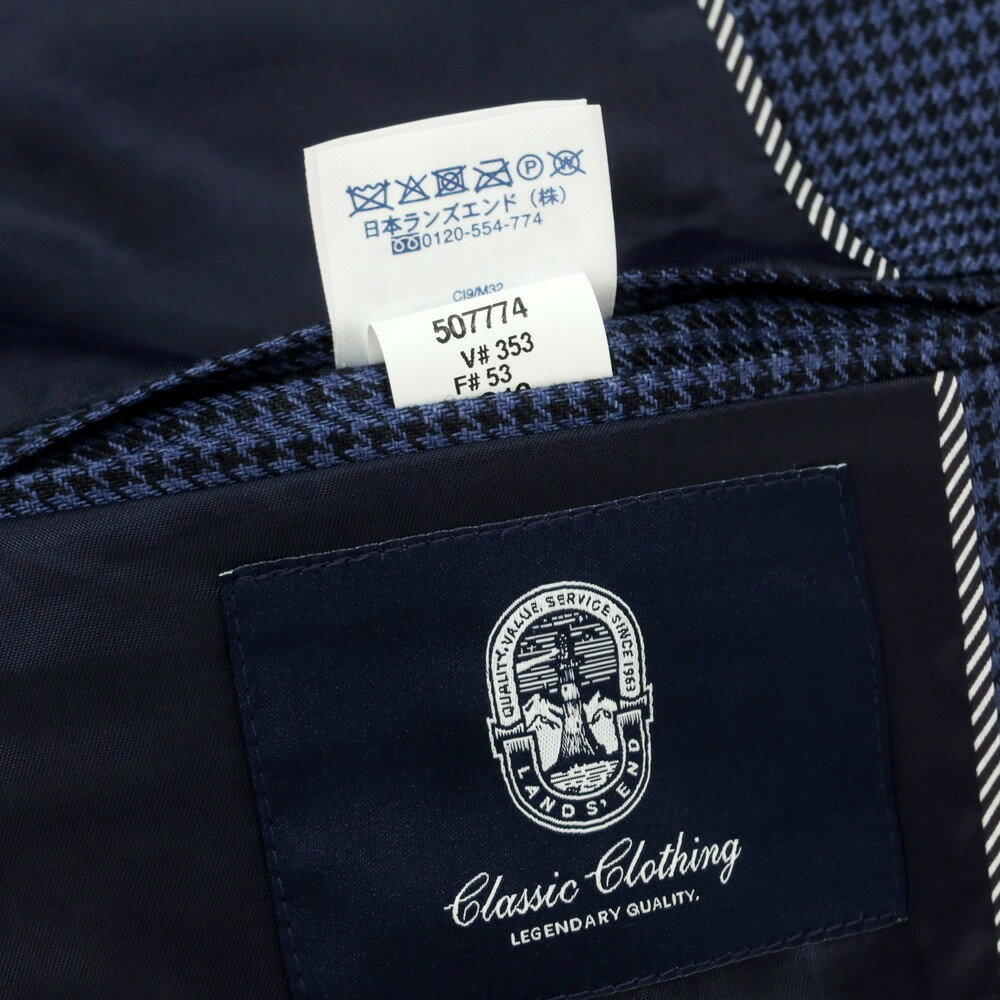 P W
日本ランズエンド（株）
0120-554-774
CI9/M32
507774
V# 353
F# 53
QUALITY, VALUE, SERVICE SINCE 1963
LANDS' END
Classic Clothing
LEGENDARY QUALITY.